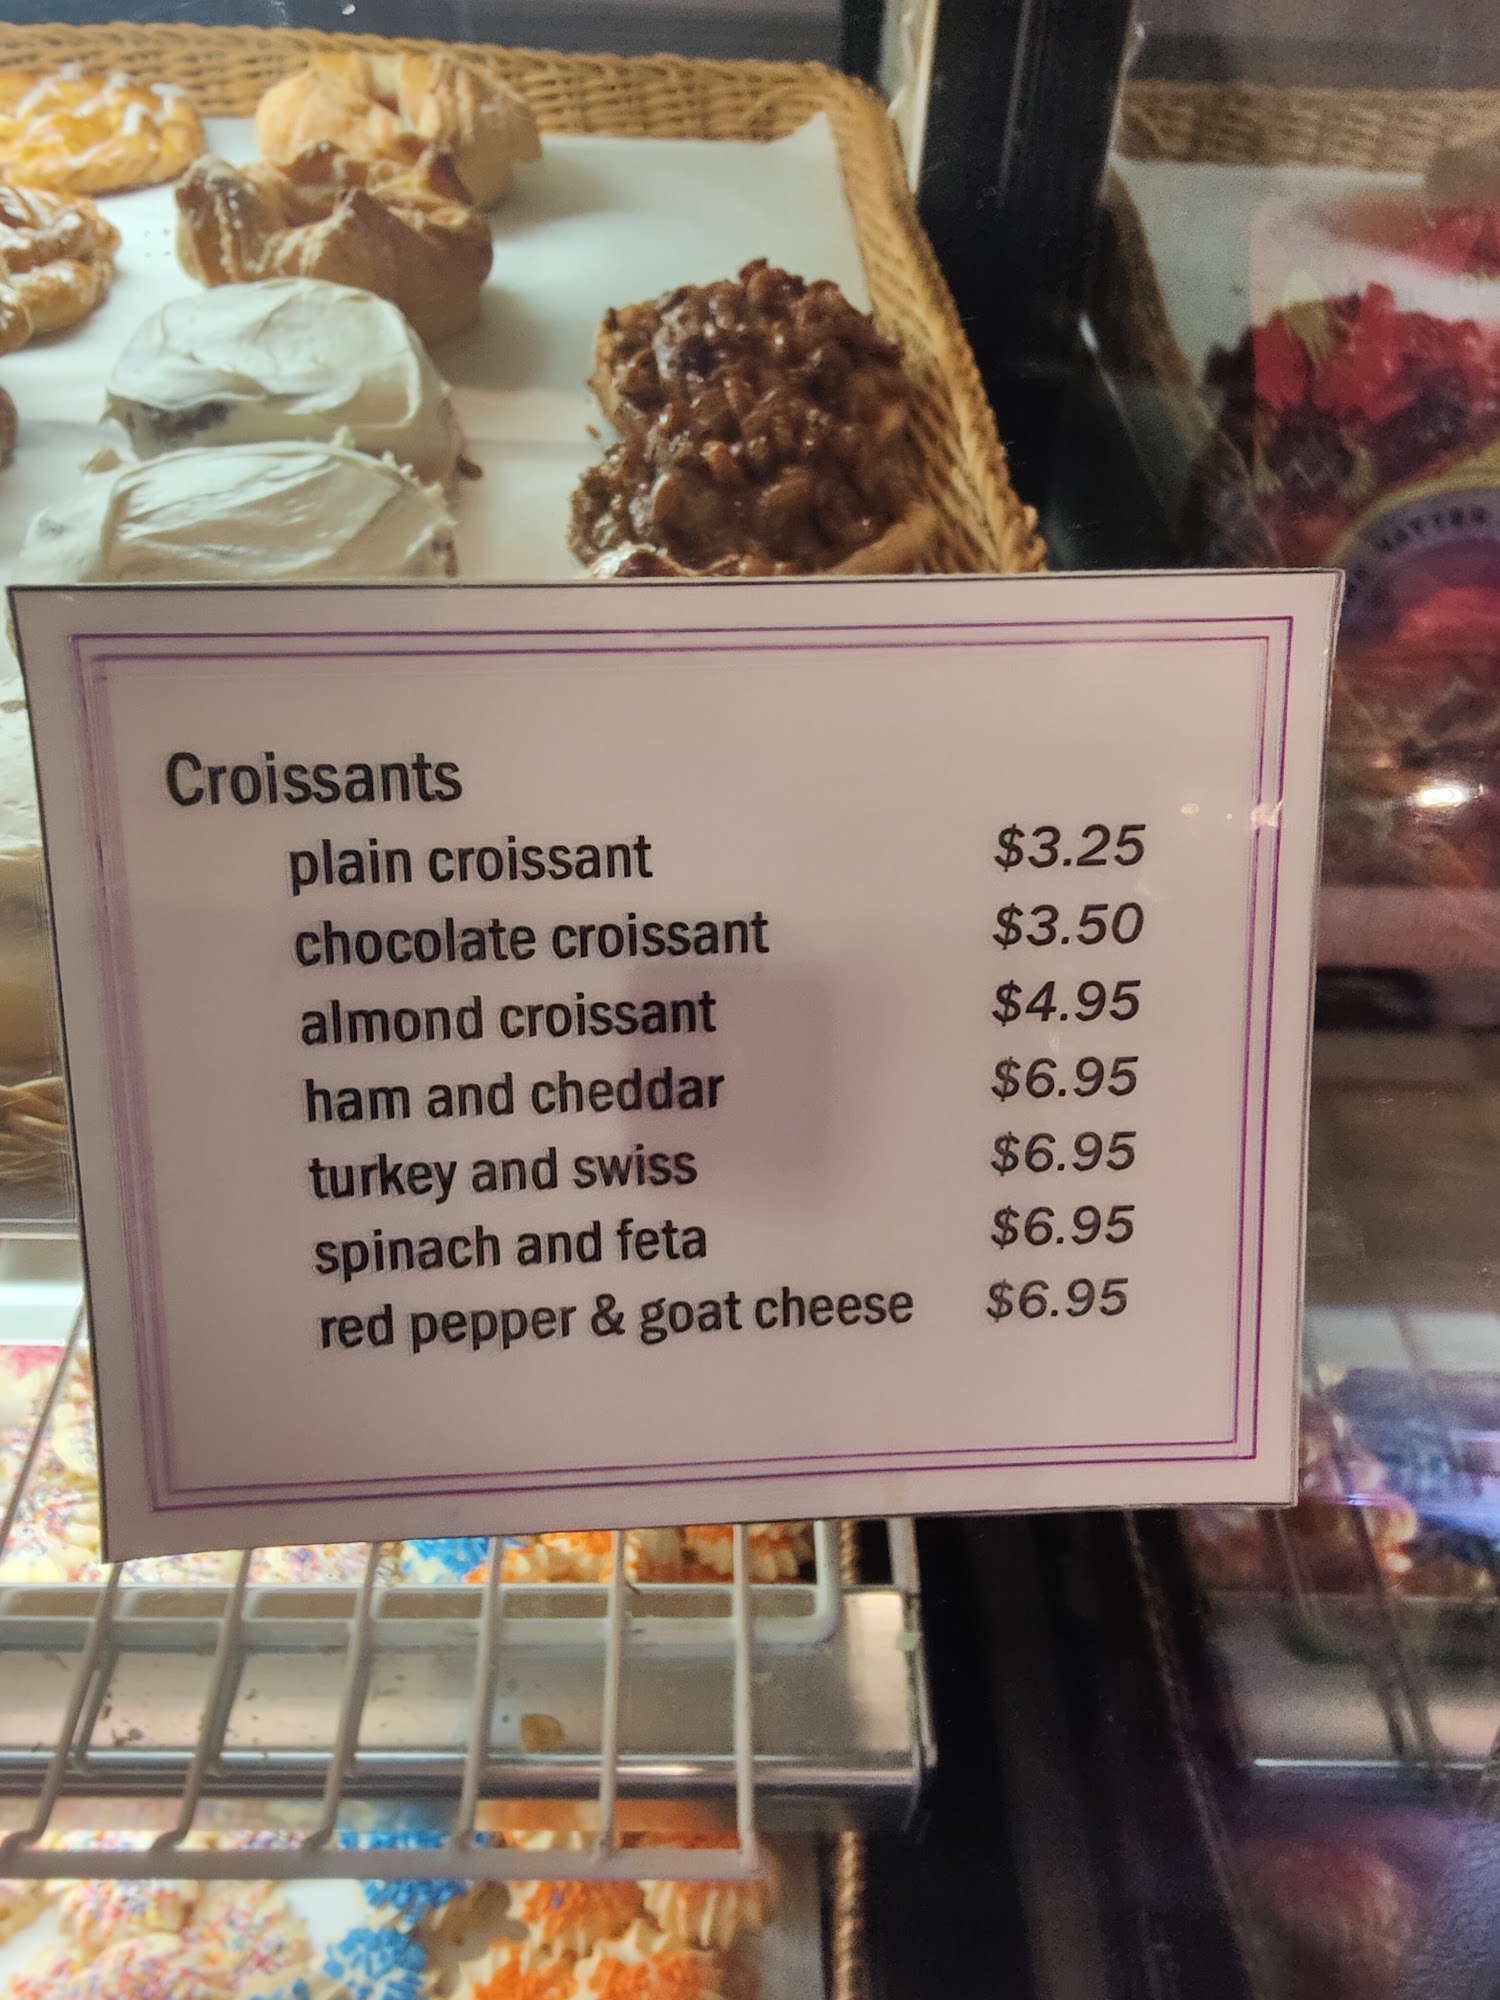 Croissants
plain croissant $3.25
chocolate croissant $3.50
almond croissant $4.95
ham and cheddar $6.95
turkey and swiss $6.95
spinach and feta $6.95
red pepper & goat cheese $6.95